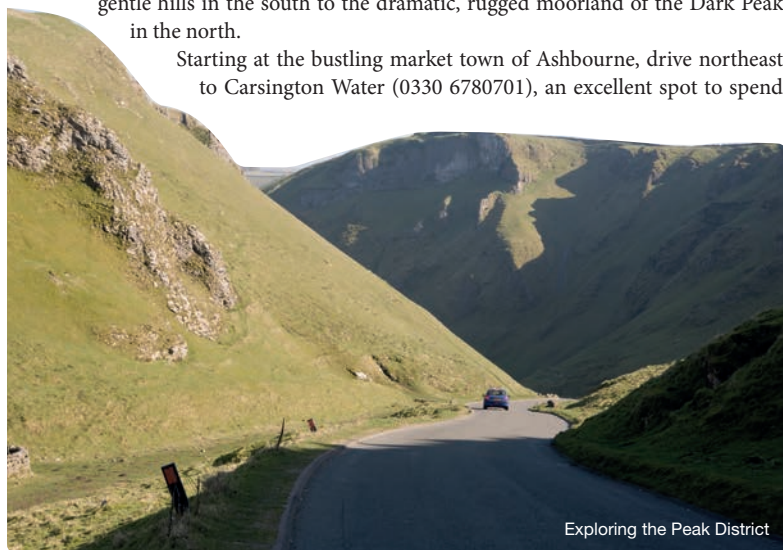 gentle hills in the south to the dramatic, rugged moorland of the Dark Peak
in the north.
Starting at the bustling market town of Ashbourne, drive northeast
to Carsington Water (0330 6780701), an excellent spot to spend
Exploring the Peak District